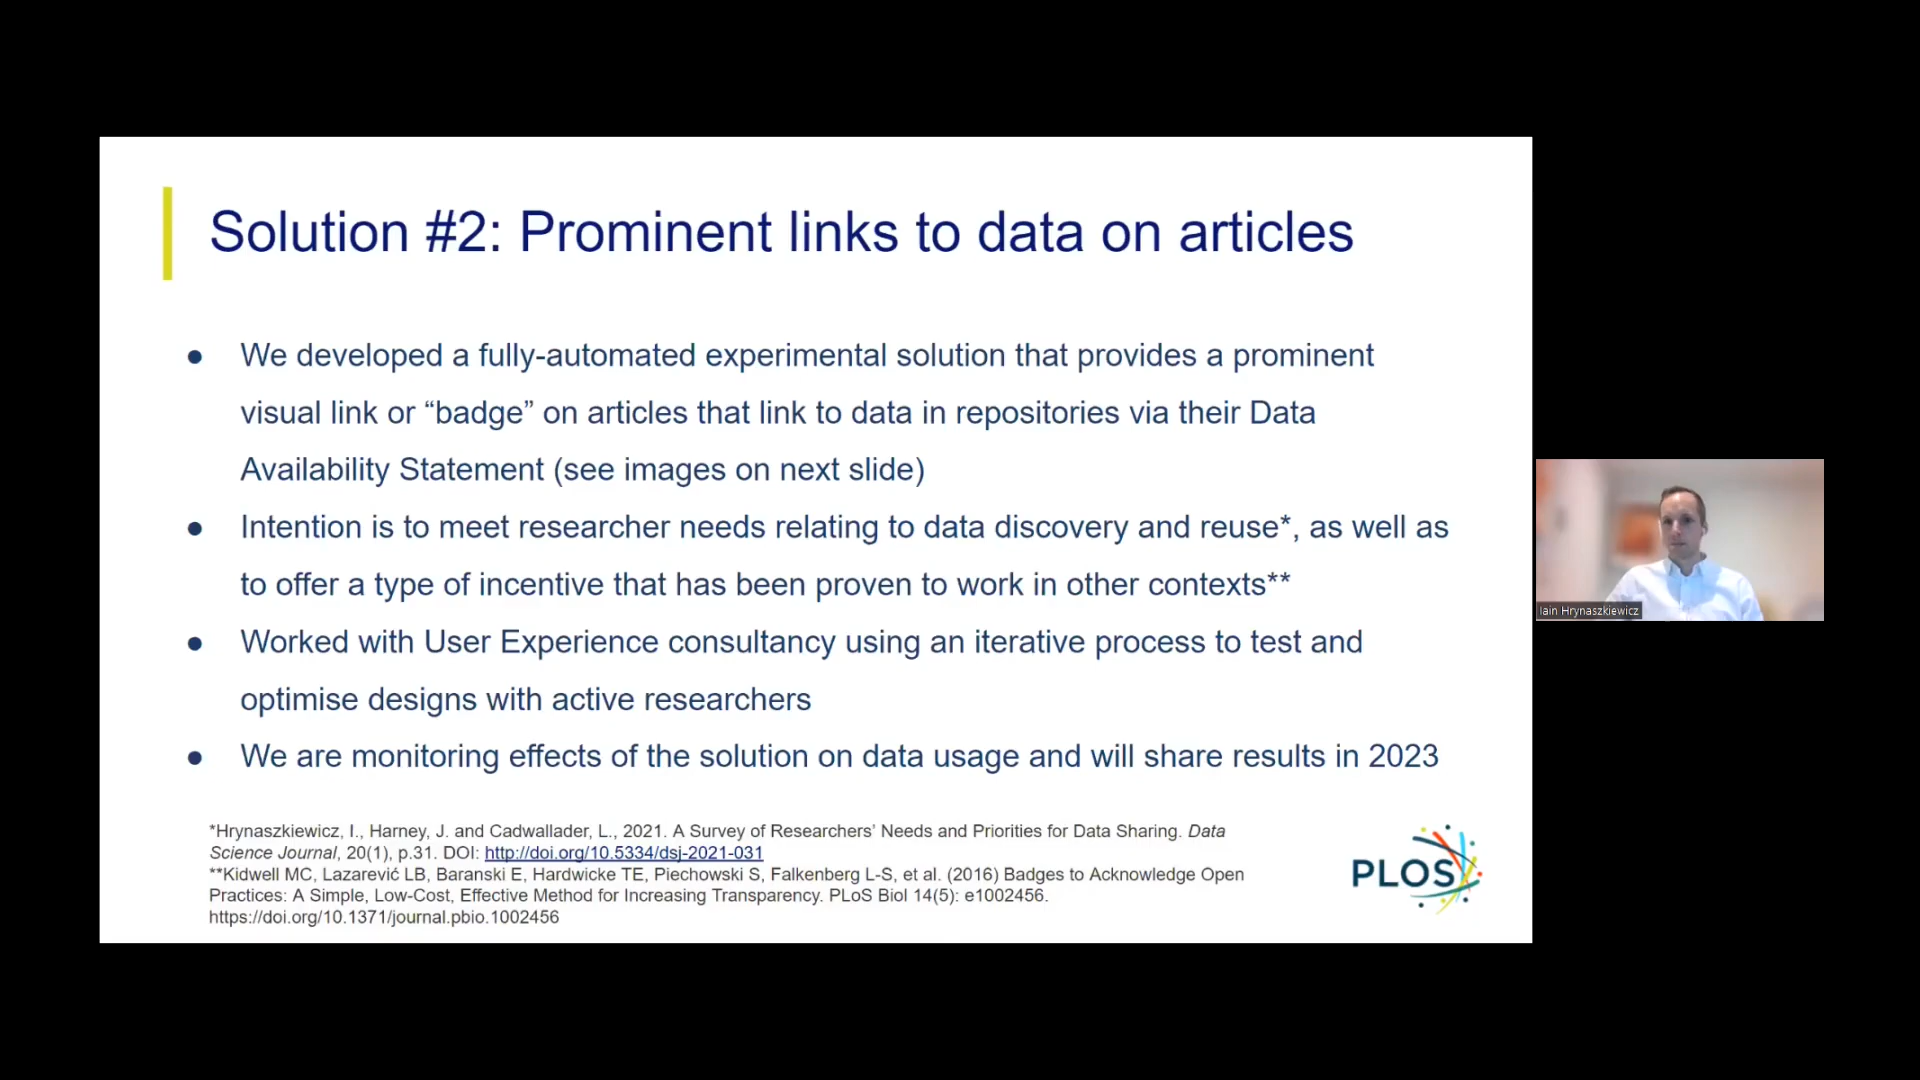 Solution #2: Prominent links to data on articles
● We developed a fully-automated experimental solution that provides a prominent
visual link or “badge” on articles that link to data in repositories via their Data
Availability Statement (see images on next slide)
● Intention is to meet researcher needs relating to data discovery and reuse*, as well as
to offer a type of incentive that has been proven to work in other contexts**
● Worked with User Experience consultancy using an iterative process to test and
optimise designs with active researchers
● We are monitoring effects of the solution on data usage and will share results in 2023
*Hrynaszkiewicz, I., Harney, J. and Cadwallader, L., 2021. A Survey of Researchers’ Needs and Priorities for Data Sharing. Data
Science Journal, 20(1), p.31. DOI: http://doi.org/10.5334/dsj-2021-031
**Kidwell MC, Lazarević LB, Baranski E, Hardwicke TE, Piechowski S, Falkenberg L-S, et al. (2016) Badges to Acknowledge Open
Practices: A Simple, Low-Cost, Effective Method for Increasing Transparency. PLoS Biol 14(5): e1002456.
https://doi.org/10.1371/journal.pbio.1002456
PLOS
Iain Hrynaszkiewicz